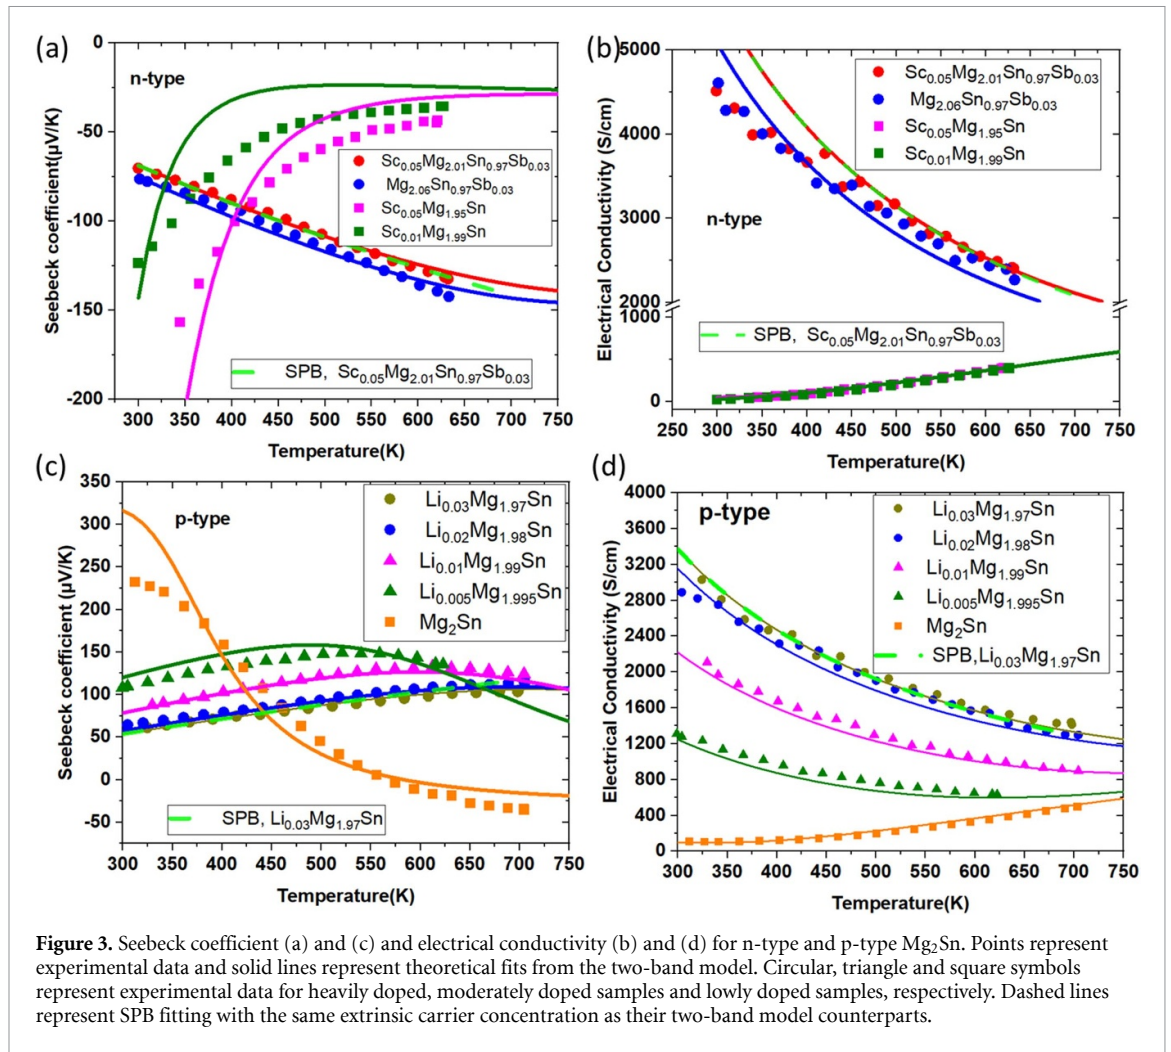 (a)
n-type
Seebeck coefficient(µV/K)
0
-50
-100
-150
-200
Sc0.05Mg2.01Sn0.97Sb0.03
Mg2.06Sn0.97Sb0.03
Sc0.05Mg1.95Sn
Sc0.01Mg1.99Sn
SPB, Sc0.05Mg2.01Sn0.97Sb0.03
300 350 400 450 500 550 600 650 700 750
Temperature(K)
(b)
n-type
Electrical Conductivity (S/cm)
5000
4000
3000
2000
1000
0
Sc0.05Mg2.01Sn0.97Sb0.03
Mg2.06Sn0.97Sb0.03
Sc0.05Mg1.95Sn
Sc0.01Mg1.99Sn
SPB, Sc0.05Mg2.01Sn0.97Sb0.03
250 300 350 400 450 500 550 600 650 700 750
Temperature(K)
(c)
p-type
Seebeck coefficient (µV/K)
350
300
250
200
150
100
50
0
-50
Li0.03Mg1.97Sn
Li0.02Mg1.98Sn
Li0.01Mg1.99Sn
Li0.005Mg1.995Sn
Mg2Sn
SPB, Li0.03Mg1.97Sn
300 350 400 450 500 550 600 650 700 750
Temperature(K)
(d)
p-type
Electrical Conductivity (S/cm)
4000
3600
3200
2800
2400
2000
1600
1200
800
400
0
Li0.03Mg1.97Sn
Li0.02Mg1.98Sn
Li0.01Mg1.99Sn
Li0.005Mg1.995Sn
Mg2Sn
SPB,Li0.03Mg1.97Sn
300 350 400 450 500 550 600 650 700 750
Temperature(K)
Figure 3. Seebeck coefficient (a) and (c) and electrical conductivity (b) and (d) for n-type and p-type Mg2Sn. Points represent
experimental data and solid lines represent theoretical fits from the two-band model. Circular, triangle and square symbols
represent experimental data for heavily doped, moderately doped samples and lowly doped samples, respectively. Dashed lines
represent SPB fitting with the same extrinsic carrier concentration as their two-band model counterparts.